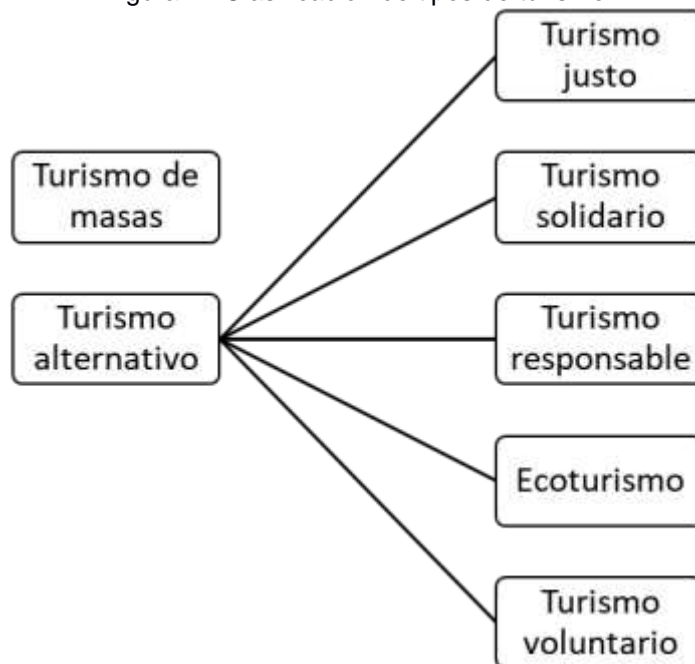 Turismo
justo
Turismo de
masas
Turismo
solidario
Turismo
alternativo
Turismo
responsable
Ecoturismo
Turismo
voluntario